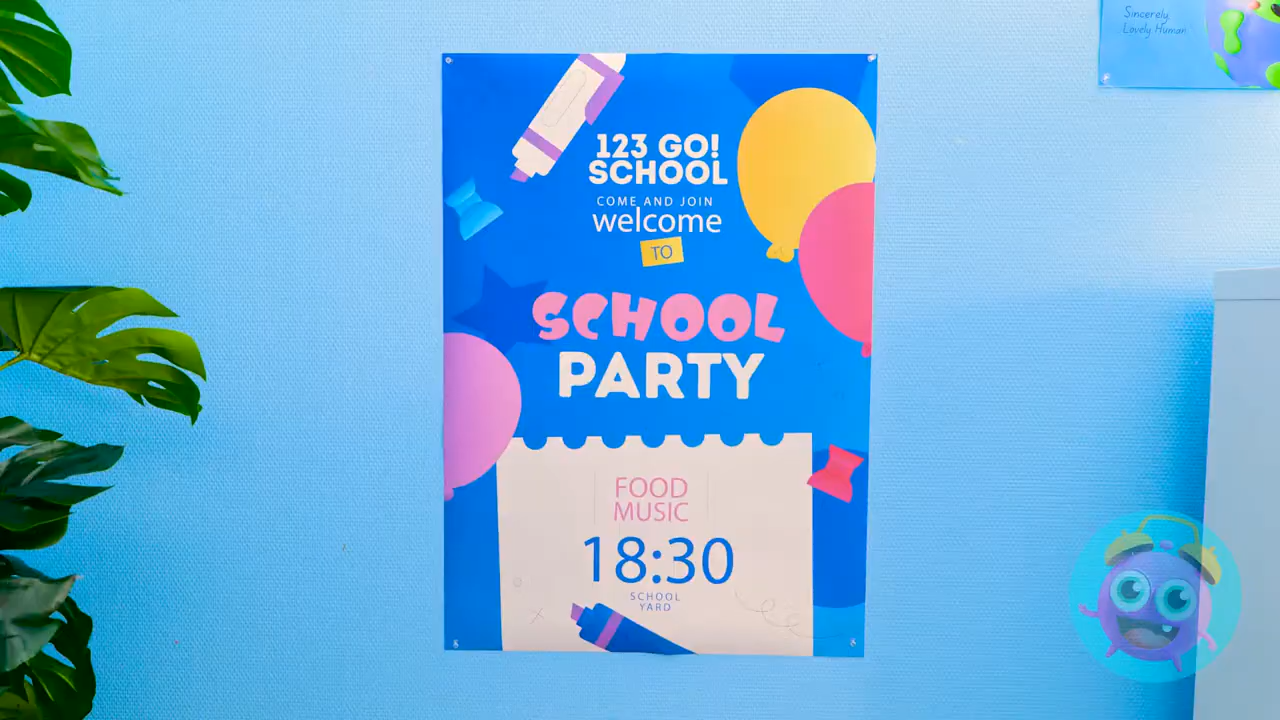 Sincerely,
Lovely Human
123 GO!
SCHOOL
COME AND JOIN
welcome
TO
SCHOOL
PARTY
FOOD
MUSIC
18:30
SCHOOL
YARD